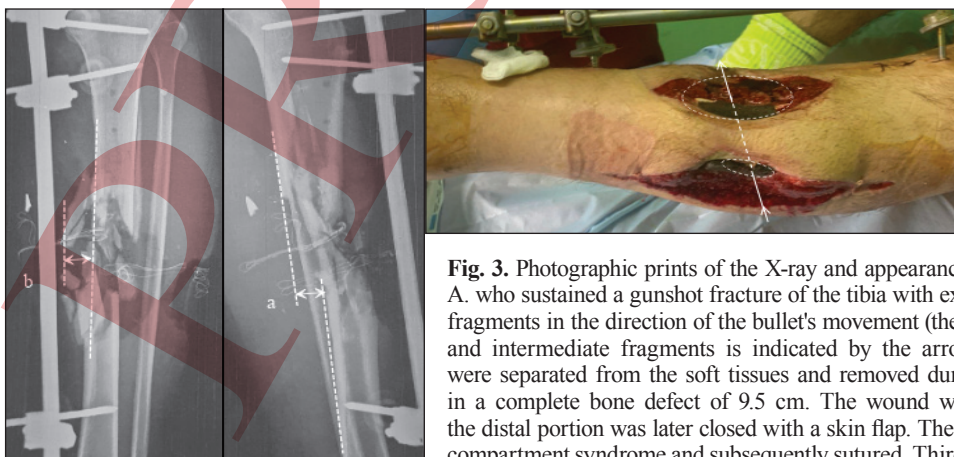 b
a
Fig. 3. Photographic prints of the X-ray and appearanc
A. who sustained a gunshot fracture of the tibia with ex
fragments in the direction of the bullet's movement (the
and intermediate fragments is indicated by the arro
were separated from the soft tissues and removed dur
in a complete bone defect of 9.5 cm. The wound w
the distal portion was later closed with a skin flap. The
compartment syndrome and subsequently sutured. Thir